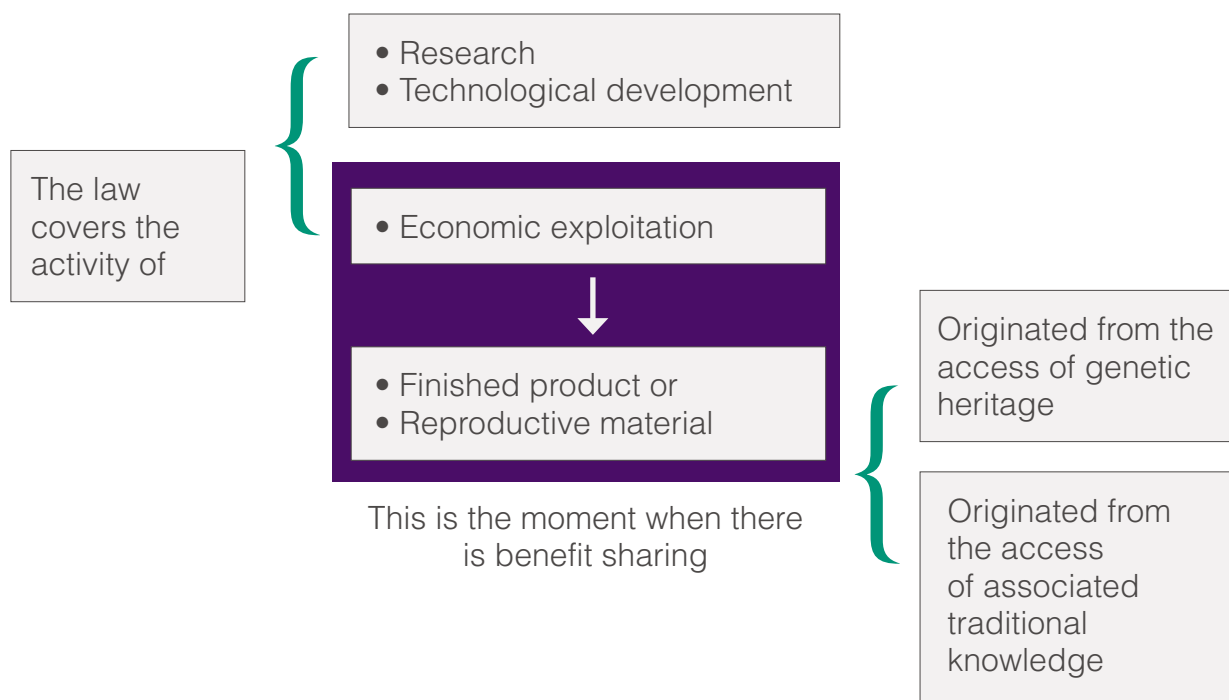 The law
covers the
activity of
• Research
• Technological development
• Economic exploitation
• Finished product or
• Reproductive material
This is the moment when there
is benefit sharing
Originated from the
access of genetic
heritage
Originated from
the access
of associated
traditional
knowledge